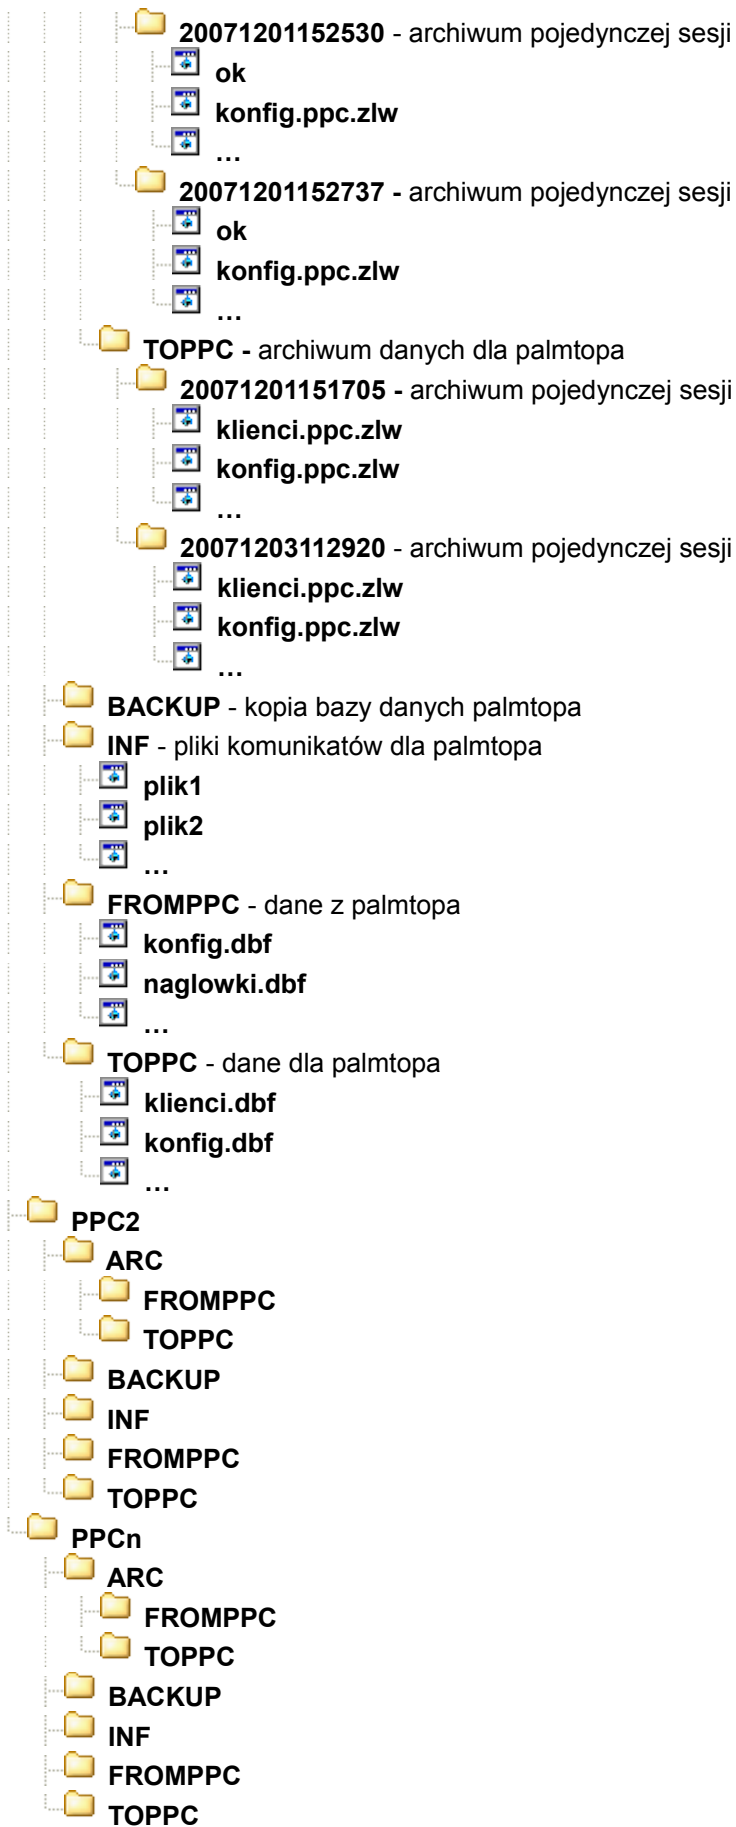 20071201152530 - archiwum pojedynczej sesji
ok
konfig.ppc.zlw
...
20071201152737 - archiwum pojedynczej sesji
ok
konfig.ppc.zlw
...
TOPPC - archiwum danych dla palmtopa
20071201151705 - archiwum pojedynczej sesji
klienci.ppc.zlw
konfig.ppc.zlw
...
20071203112920 - archiwum pojedynczej sesji
klienci.ppc.zlw
konfig.ppc.zlw
...
BACKUP - kopia bazy danych palmtopa
INF - pliki komunikatów dla palmtopa
plik1
plik2
...
FROMPPC - dane z palmtopa
konfig.dbf
naglowki.dbf
...
TOPPC - dane dla palmtopa
klienci.dbf
konfig.dbf
...
PPC2
ARC
FROMPPC
TOPPC
BACKUP
INF
FROMPPC
TOPPC
PPCn
ARC
FROMPPC
TOPPC
BACKUP
INF
FROMPPC
TOPPC